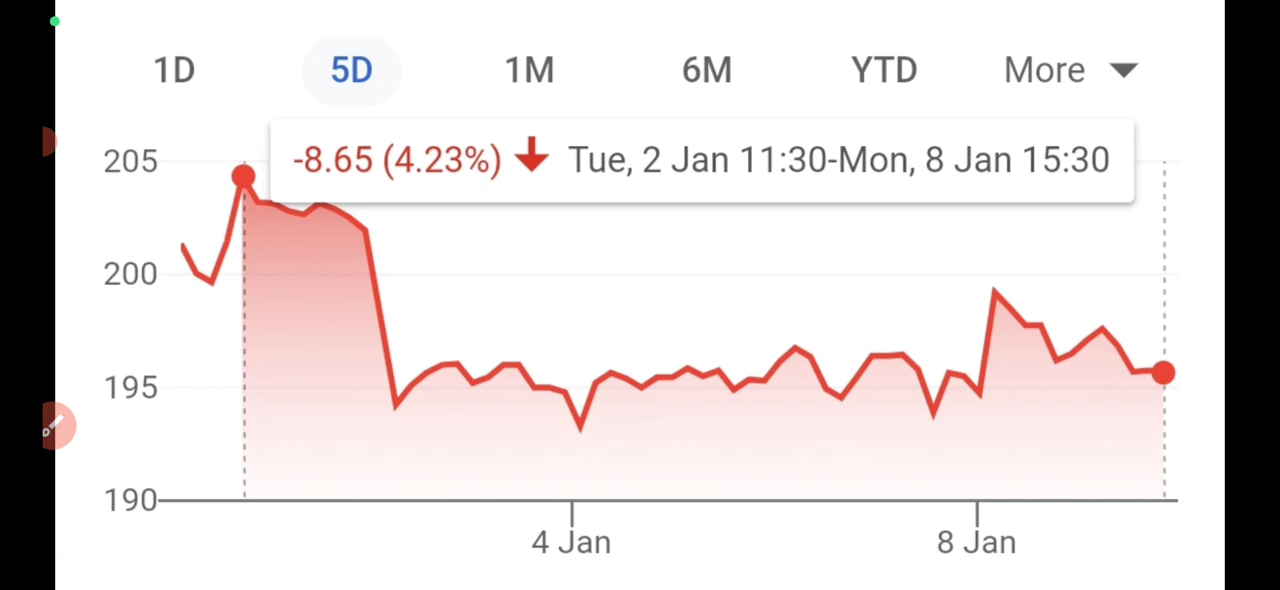 1D 5D 1M 6M YTD More
-8.65 (4.23%) Tue, 2 Jan 11:30-Mon, 8 Jan 15:30
205
200
195
190
4 Jan 8 Jan